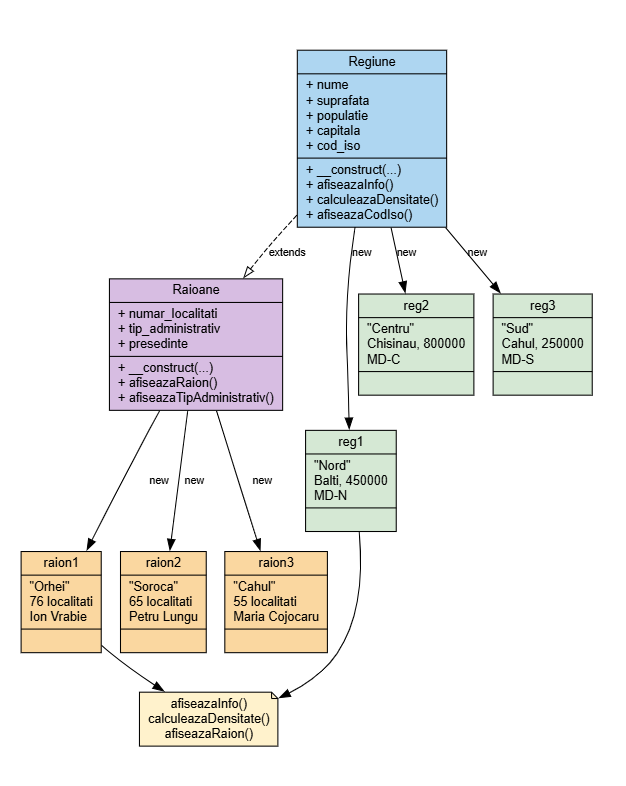 Regiune
+ nume
+ suprafata
+ populatie
+ capitala
+ cod_iso
+ __construct(...)
+ afiseazaInfo()
+ calculeazaDensitate()
+ afiseazaCodIso()
extends
new
new
new
Raioane
+ numar_localitati
+ tip_administrativ
+ presedinte
+ __construct(...)
+ afiseazaRaion()
+ afiseazaTipAdministrativ()
reg2
"Centru"
Chisinau, 800000
MD-C
reg3
"Sud"
Cahul, 250000
MD-S
reg1
"Nord"
Balti, 450000
MD-N
new
new
new
raion1
"Orhei"
76 localitati
Ion Vrabie
raion2
"Soroca"
65 localitati
Petru Lungu
raion3
"Cahul"
55 localitati
Maria Cojocaru
afiseazaInfo()
calculeazaDensitate()
afiseazaRaion()